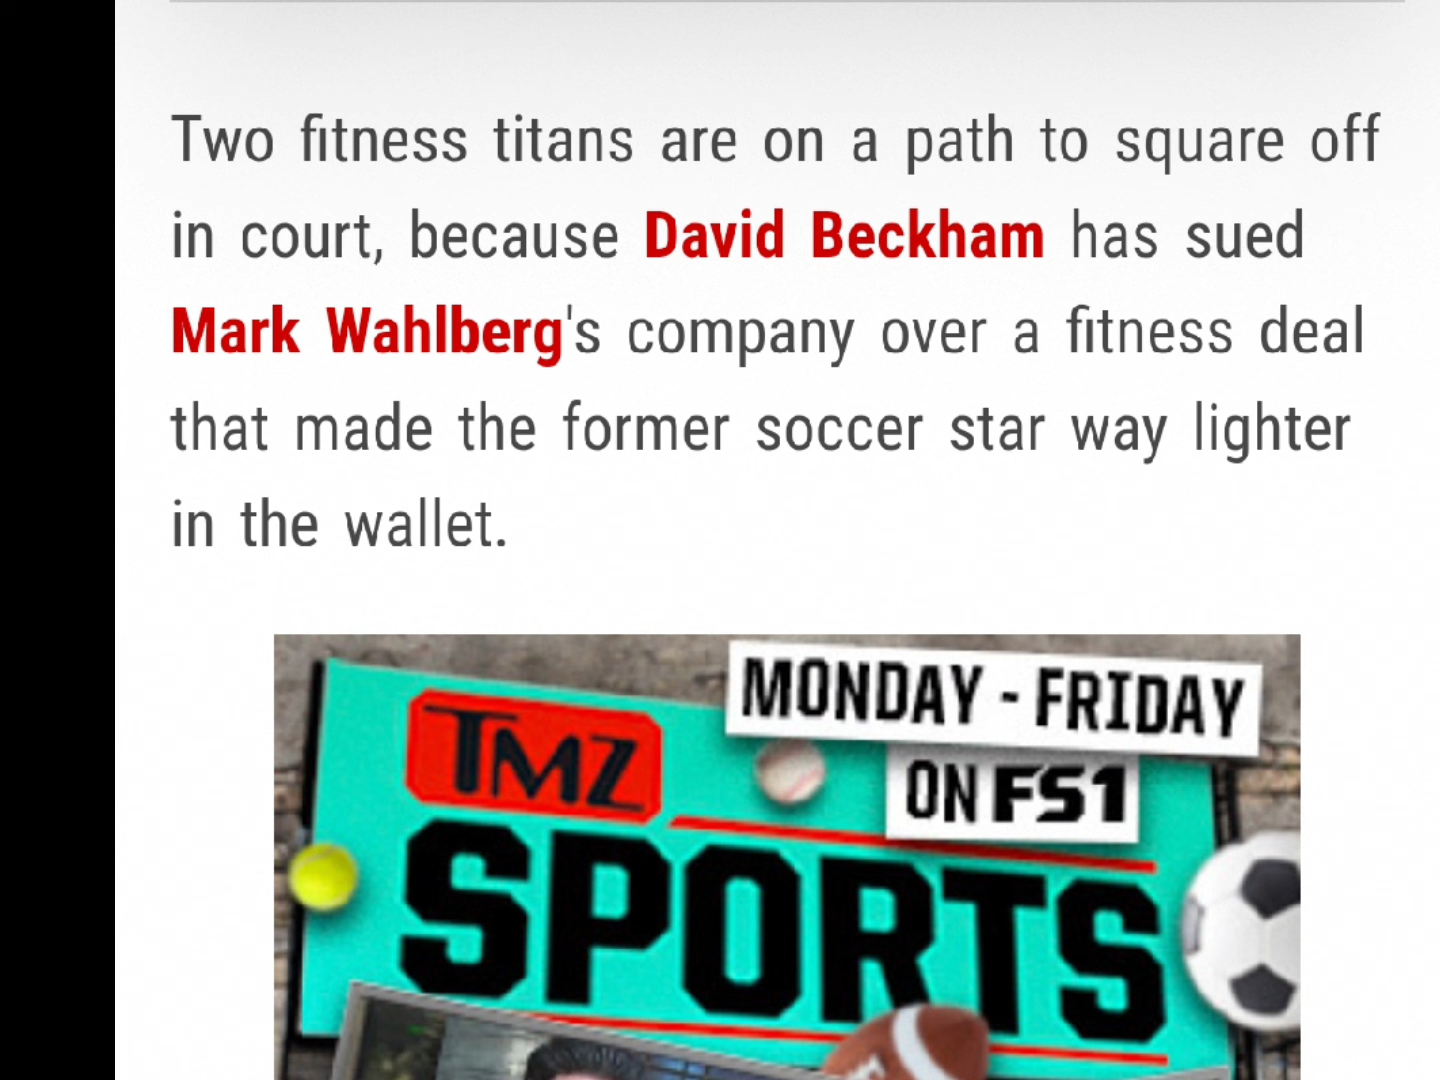 Two fitness titans are on a path to square off
in court, because David Beckham has sued
Mark Wahlberg's company over a fitness deal
that made the former soccer star way lighter
in the wallet.
MONDAY - FRIDAY
TMZ
ON FS1
SPORTS